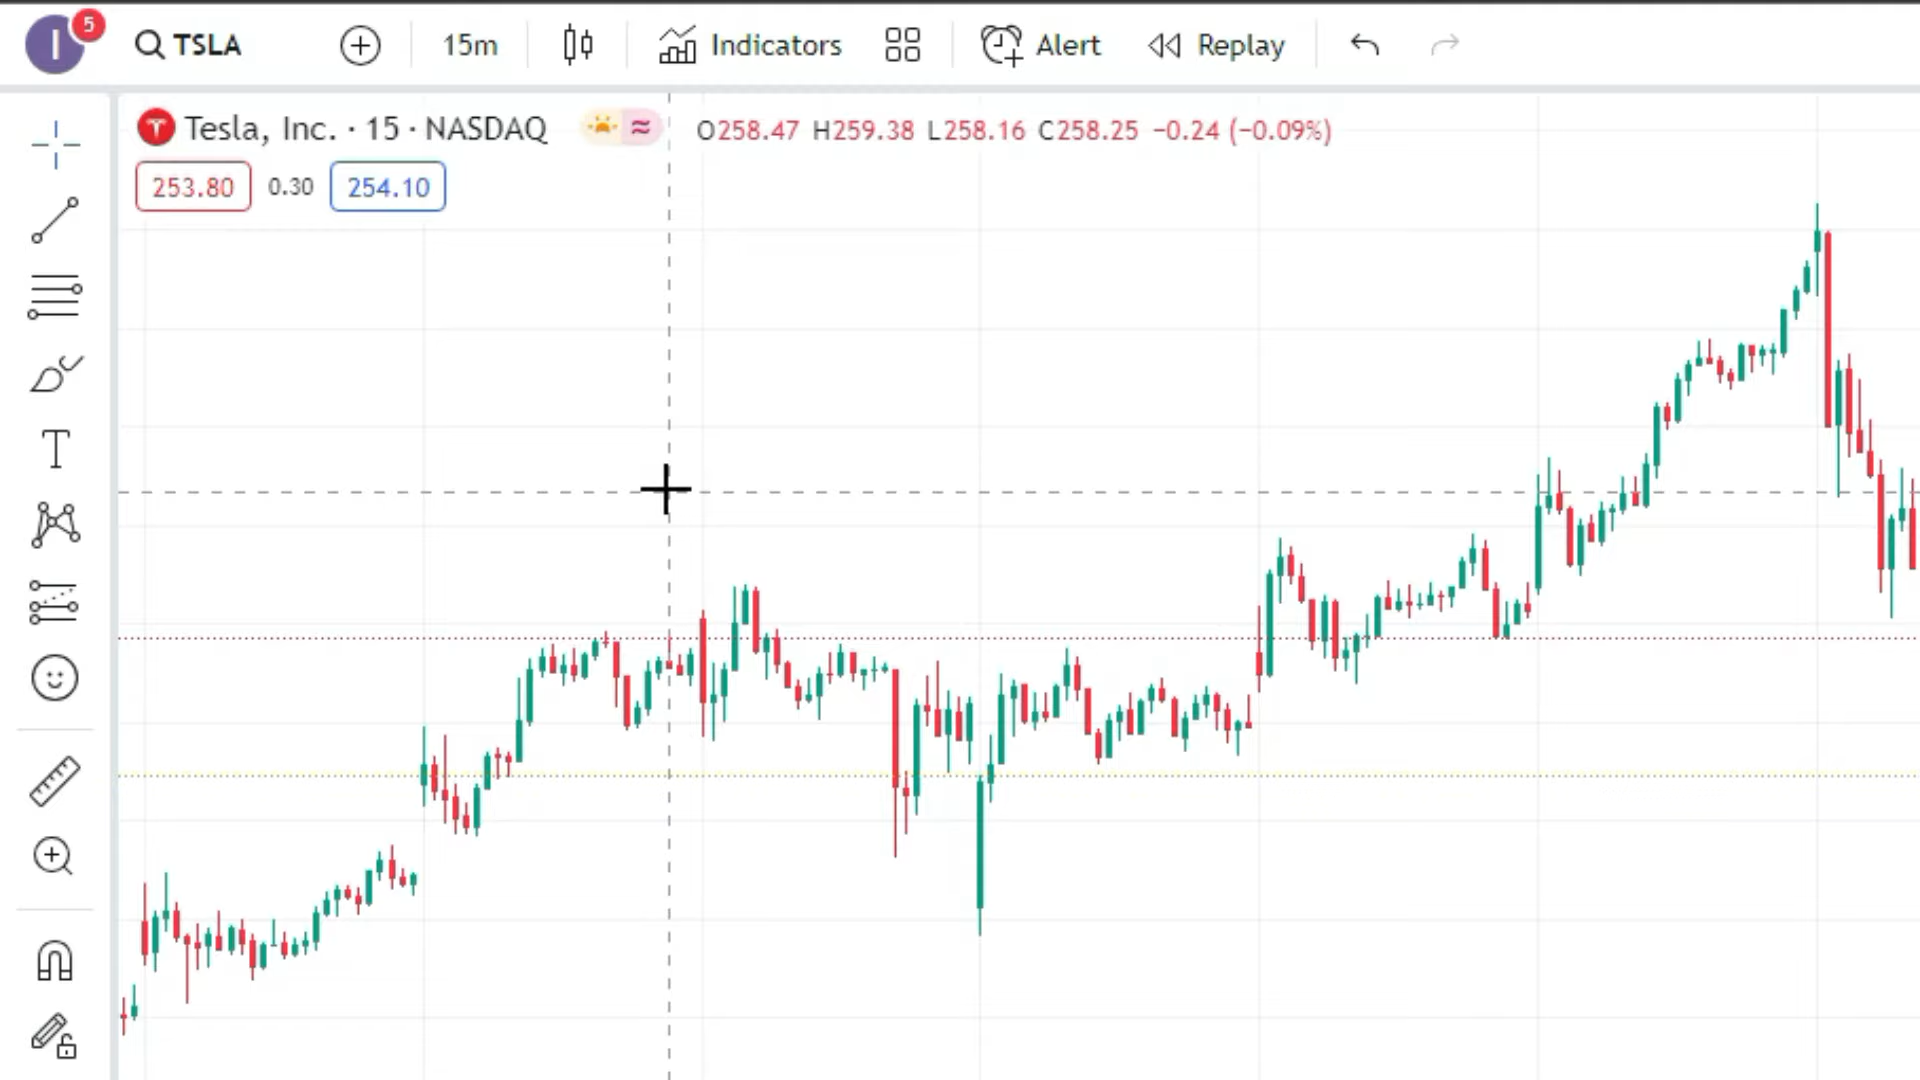 I 5 TSLA 15m Indicators Alert Replay
Tesla, Inc. · 15 · NASDAQ O258.47 H259.38 L258.16 C258.25 −0.24 (−0.09%)
253.80 0.30 254.10